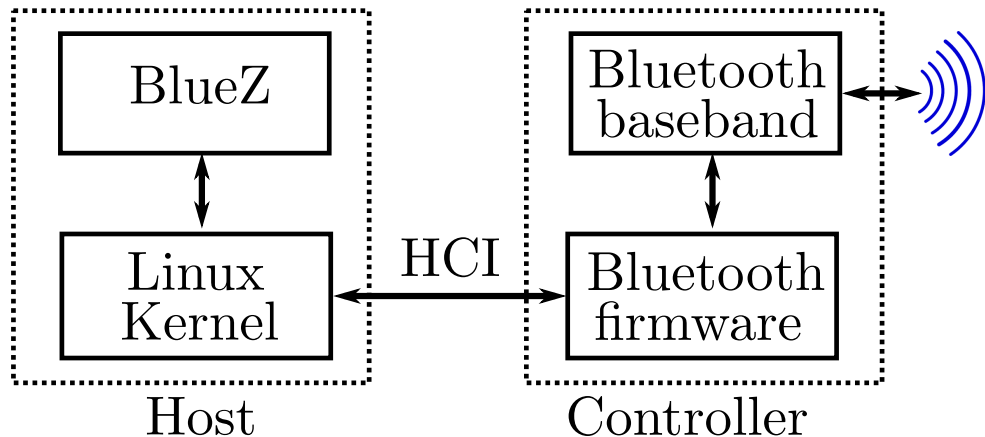 BlueZ
Linux
Kernel
Host
HCI
Bluetooth
baseband
Bluetooth
firmware
Controller